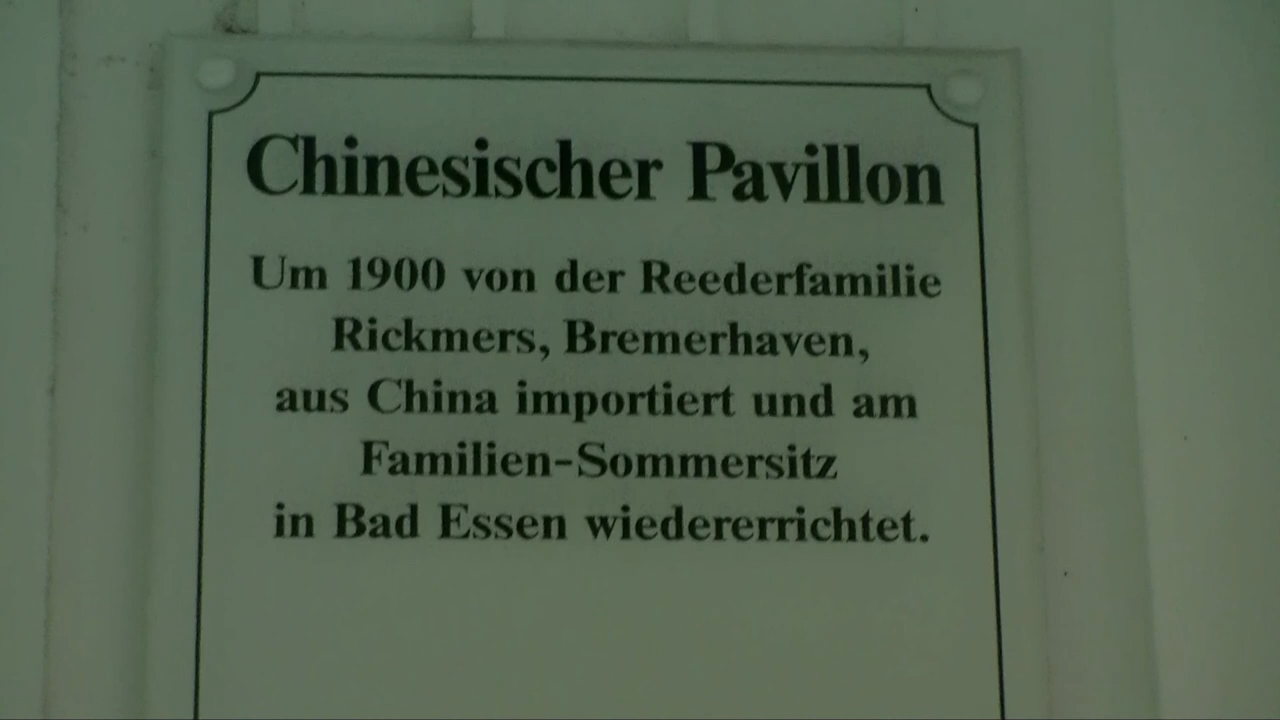 Chinesischer Pavillon
Um 1900 von der Reederfamilie
Rickmers, Bremerhaven,
aus China importiert und am
Familien-Sommersitz
in Bad Essen wiedererrichtet.